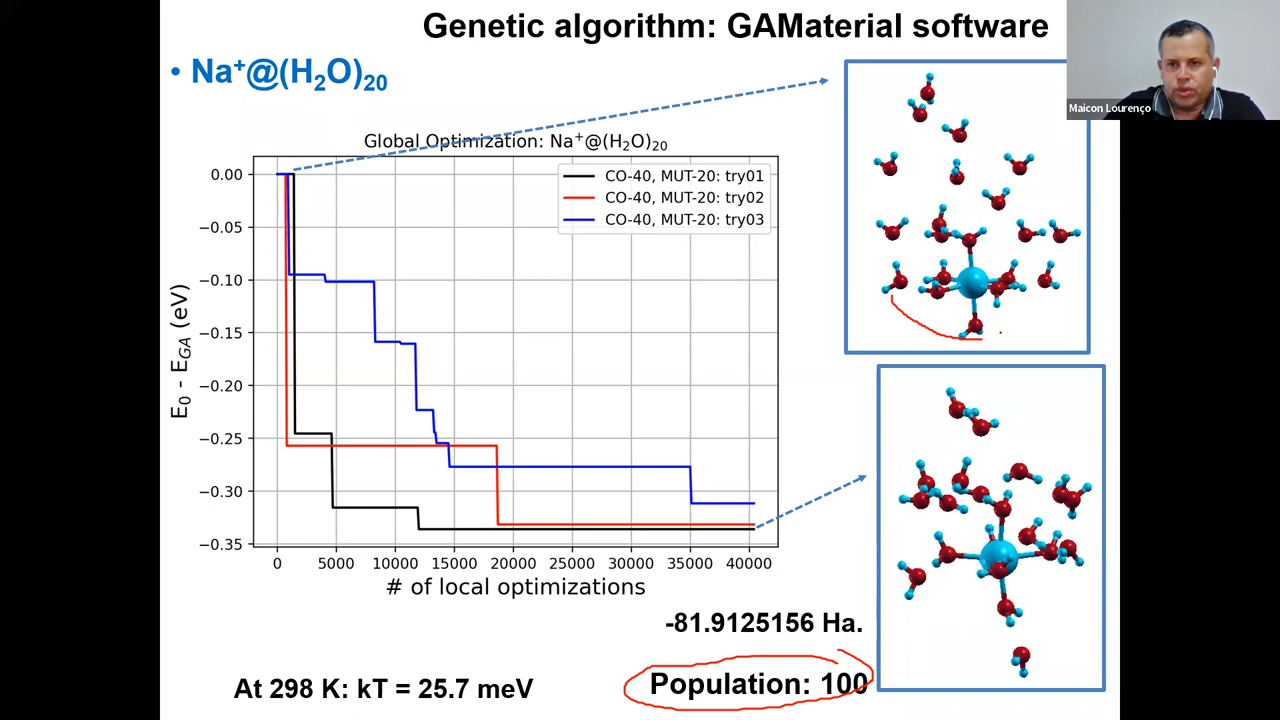 Genetic algorithm: GAMaterial software
• Na⁺@(H₂O)₂₀
Maicon Lourenço
Global Optimization: Na⁺@(H₂O)₂₀
CO-40, MUT-20: try01
CO-40, MUT-20: try02
CO-40, MUT-20: try03
0.00
−0.05
−0.10
−0.15
−0.20
−0.25
−0.30
−0.35
E₀ - E_GA (eV)
0 5000 10000 15000 20000 25000 30000 35000 40000
# of local optimizations
-81.9125156 Ha.
At 298 K: kT = 25.7 meV
Population: 100